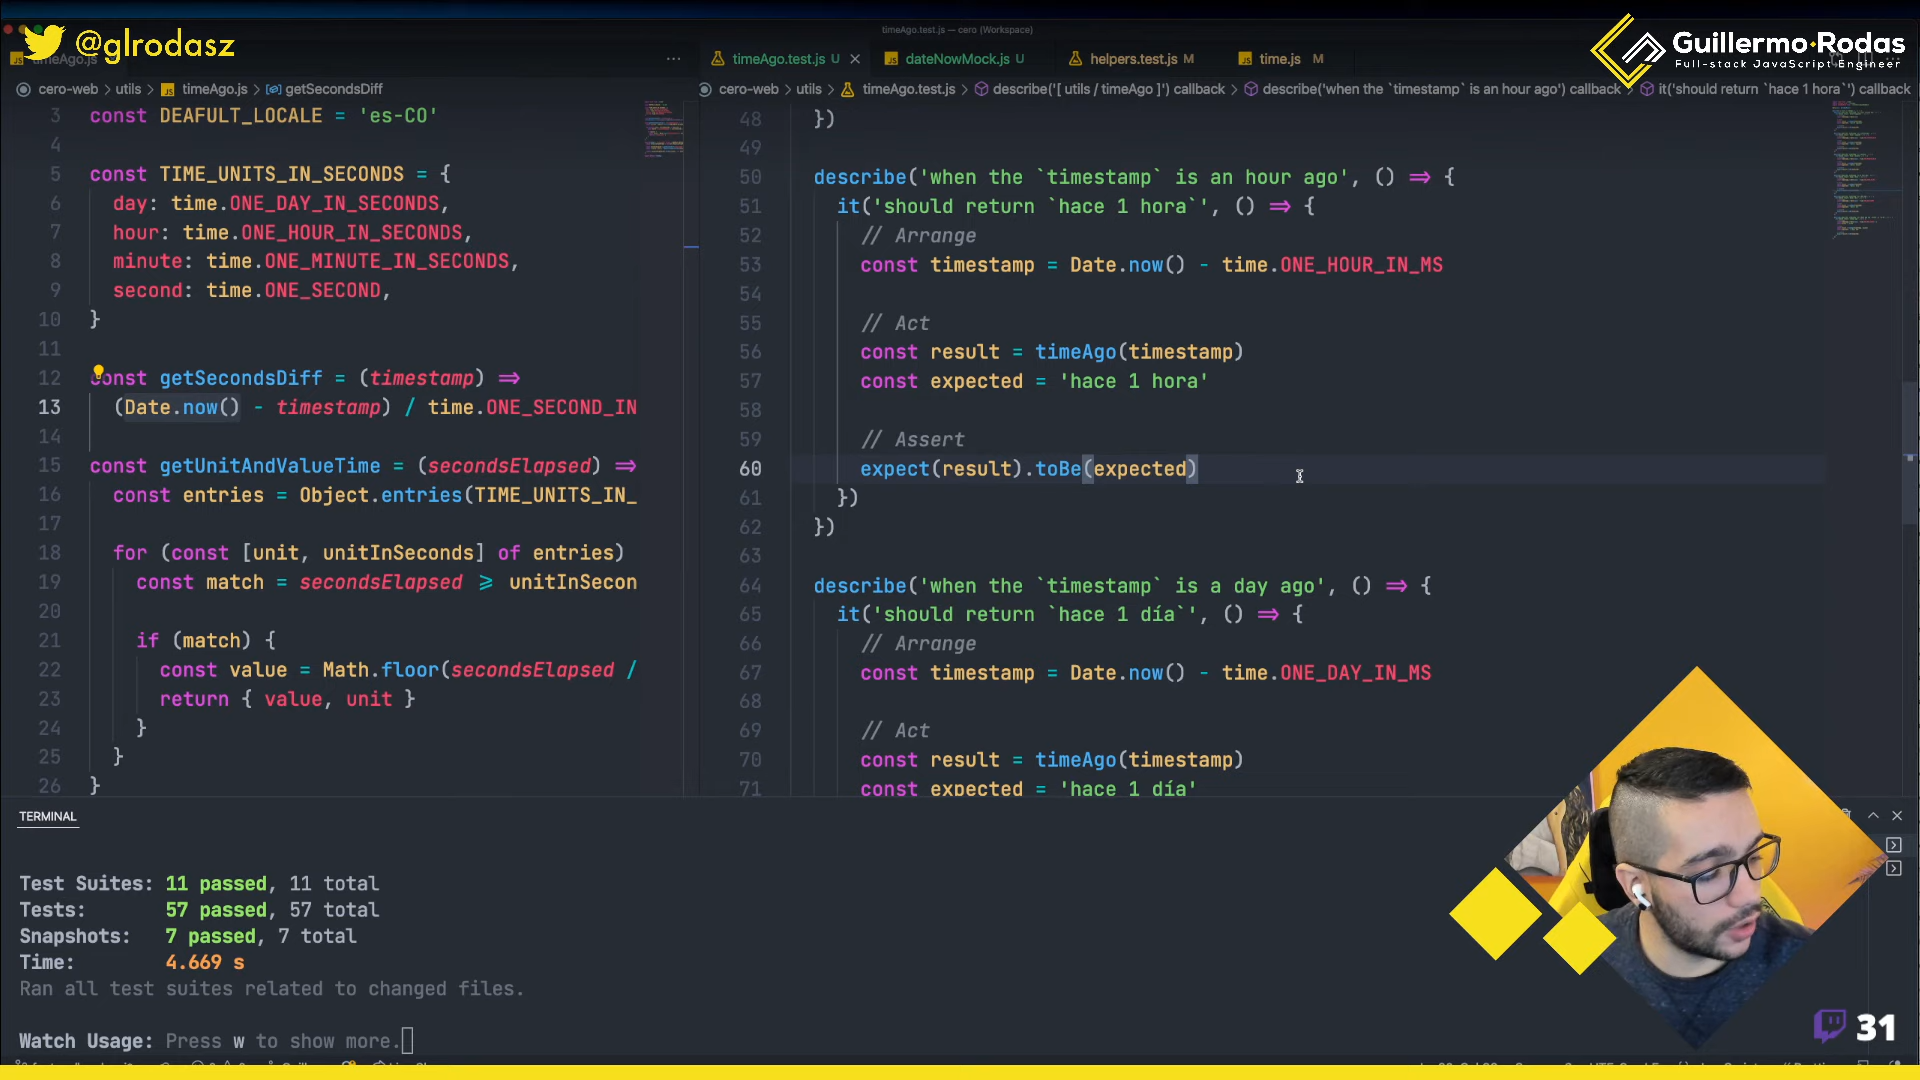 @glrodasz
timeAgo.test.js — cero (Workspace)
Guillermo·Rodas
Full-stack JavaScript Engineer
timeAgo.js
···
timeAgo.test.js U
dateNowMock.js U
helpers.test.js M
time.js M
cero-web > utils > timeAgo.js > getSecondsDiff
cero-web > utils > timeAgo.test.js > describe('[ utils / timeAgo ]') callback > describe('when the `timestamp` is an hour ago') callback > it('should return `hace 1 hora`') callback
3 const DEAFULT_LOCALE = 'es-CO'
4
5 const TIME_UNITS_IN_SECONDS = {
6 day: time.ONE_DAY_IN_SECONDS,
7 hour: time.ONE_HOUR_IN_SECONDS,
8 minute: time.ONE_MINUTE_IN_SECONDS,
9 second: time.ONE_SECOND,
10 }
11
12 const getSecondsDiff = (timestamp) =>
13 (Date.now() - timestamp) / time.ONE_SECOND_IN
14
15 const getUnitAndValueTime = (secondsElapsed) =>
16 const entries = Object.entries(TIME_UNITS_IN_
17
18 for (const [unit, unitInSeconds] of entries)
19 const match = secondsElapsed >= unitInSecon
20
21 if (match) {
22 const value = Math.floor(secondsElapsed /
23 return { value, unit }
24 }
25 }
26 }
48 })
49
50 describe('when the `timestamp` is an hour ago', () => {
51 it('should return `hace 1 hora`', () => {
52 // Arrange
53 const timestamp = Date.now() - time.ONE_HOUR_IN_MS
54
55 // Act
56 const result = timeAgo(timestamp)
57 const expected = 'hace 1 hora'
58
59 // Assert
60 expect(result).toBe(expected)
61 })
62 })
63
64 describe('when the `timestamp` is a day ago', () => {
65 it('should return `hace 1 día`', () => {
66 // Arrange
67 const timestamp = Date.now() - time.ONE_DAY_IN_MS
68
69 // Act
70 const result = timeAgo(timestamp)
71 const expected = 'hace 1 día'
TERMINAL
Test Suites: 11 passed, 11 total
Tests: 57 passed, 57 total
Snapshots: 7 passed, 7 total
Time: 4.669 s
Ran all test suites related to changed files.
Watch Usage: Press w to show more.
31